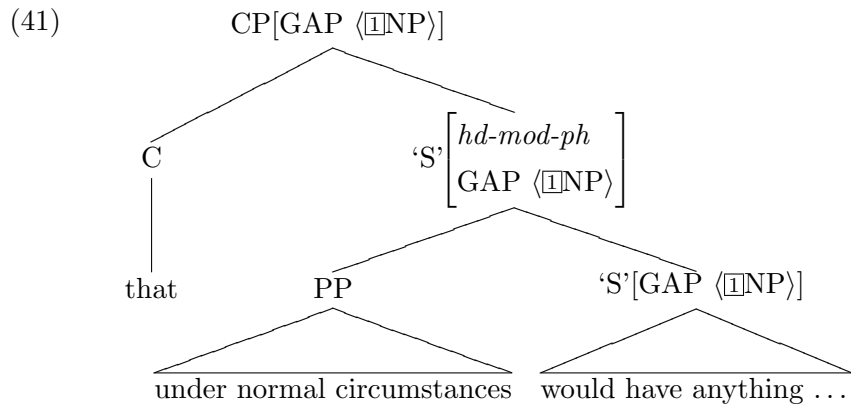 (41) CP[GAP ⟨1NP⟩]
C ‘S’[hd-mod-ph
GAP ⟨1NP⟩]
that PP ‘S’[GAP ⟨1NP⟩]
under normal circumstances would have anything …